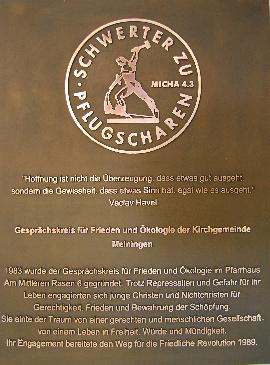 SCHWERTER ZU
PFLUGSCHAREN
MICHA 4.3
"Hoffnung ist nicht die Überzeugung, dass etwas gut ausgeht,
sondern die Gewissheit, dass etwas Sinn hat, egal wie es ausgeht."
Vaclav Havel
Gesprächskreis für Frieden und Ökologie der Kirchgemeinde
Meiningen
1983 wurde der Gesprächskreis für Frieden und Ökologie im Pfarrhaus
Am Mittleren Rasen 6 gegründet. Trotz Repressalien und Gefahr für ihr
Leben engagierten sich junge Christen und Nichtchristen für
Gerechtigkeit, Frieden und Bewahrung der Schöpfung.
Sie einte der Traum von einer gerechten und menschlichen Gesellschaft,
von einem Leben in Freiheit, Würde und Mündigkeit.
Ihr Engagement bereitete den Weg für die Friedliche Revolution 1989.